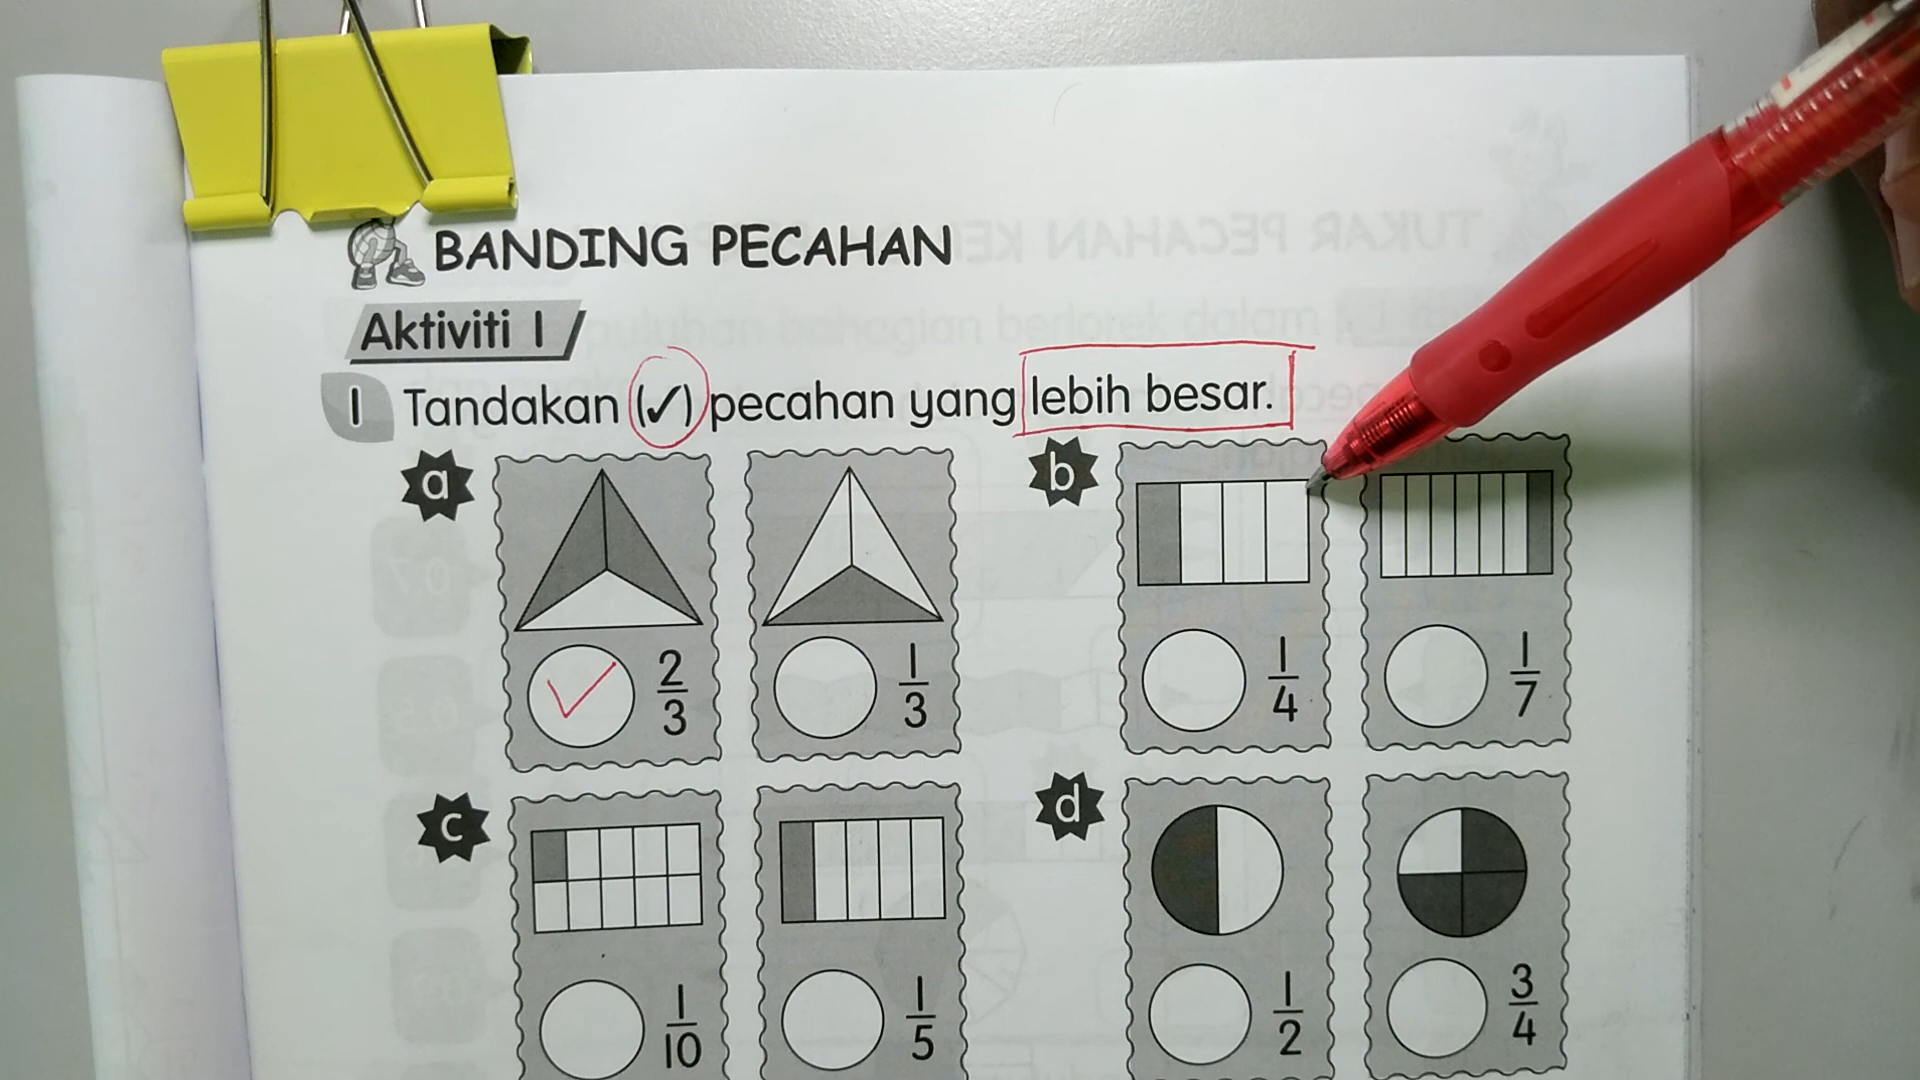 BANDING PECAHAN
Aktiviti 1
1 Tandakan (✓) pecahan yang lebih besar.
a
2/3
1/3
b
1/4
1/7
c
1/10
1/5
d
1/2
3/4